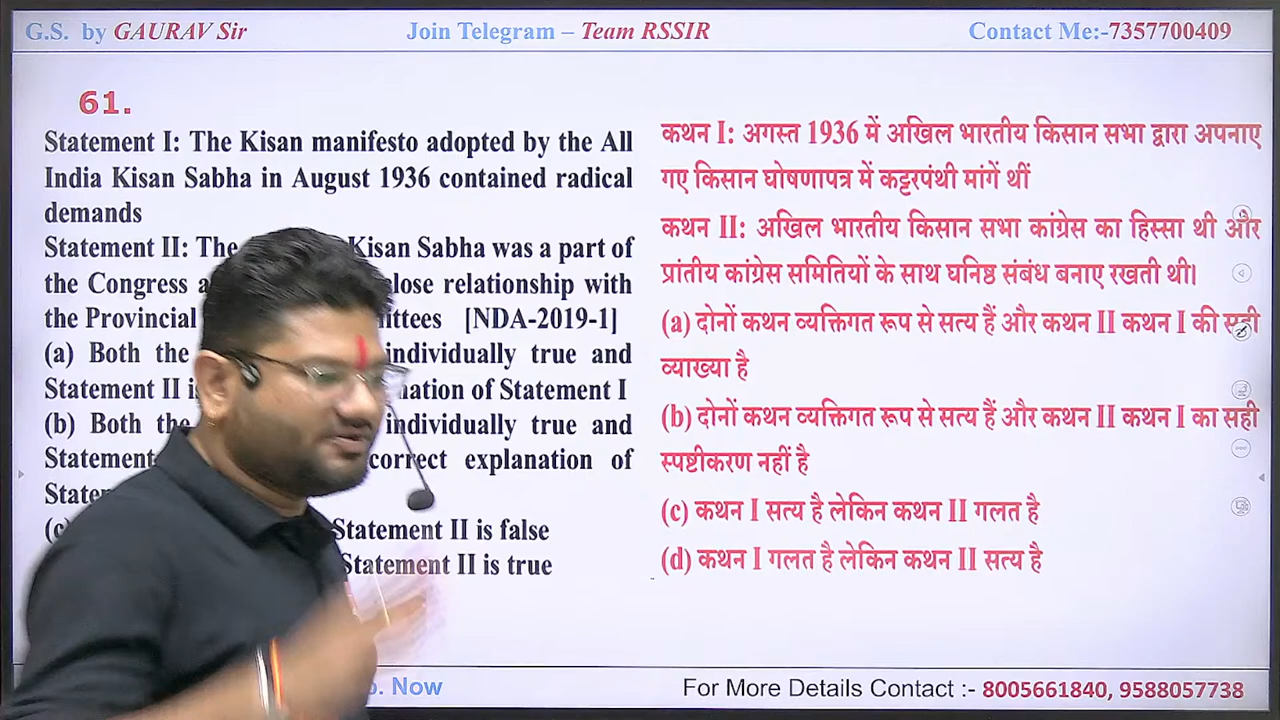 G.S. by GAURAV Sir
Join Telegram – Team RSSIR
Contact Me:-7357700409
61.
Statement I: The Kisan manifesto adopted by the All
India Kisan Sabha in August 1936 contained radical
demands
Statement II: The Kisan Sabha was a part of
the Congress close relationship with
the Provincial [NDA-2019-1]
(a) Both the individually true and
Statement II of Statement I
(b) Both the individually true and
Statement correct explanation of
Statement II is false
Statement II is true
कथन I: अगस्त 1936 में अखिल भारतीय किसान सभा द्वारा अपनाए
गए किसान घोषणापत्र में कट्टरपंथी मांगें थीं
कथन II: अखिल भारतीय किसान सभा कांग्रेस का हिस्सा थी और
प्रांतीय कांग्रेस समितियों के साथ घनिष्ठ संबंध बनाए रखती थी।
(a) दोनों कथन व्यक्तिगत रूप से सत्य हैं और कथन II कथन I की सही
व्याख्या है
(b) दोनों कथन व्यक्तिगत रूप से सत्य हैं और कथन II कथन I का सही
स्पष्टीकरण नहीं है
(c) कथन I सत्य है लेकिन कथन II गलत है
(d) कथन I गलत है लेकिन कथन II सत्य है
Now
For More Details Contact :- 8005661840, 9588057738